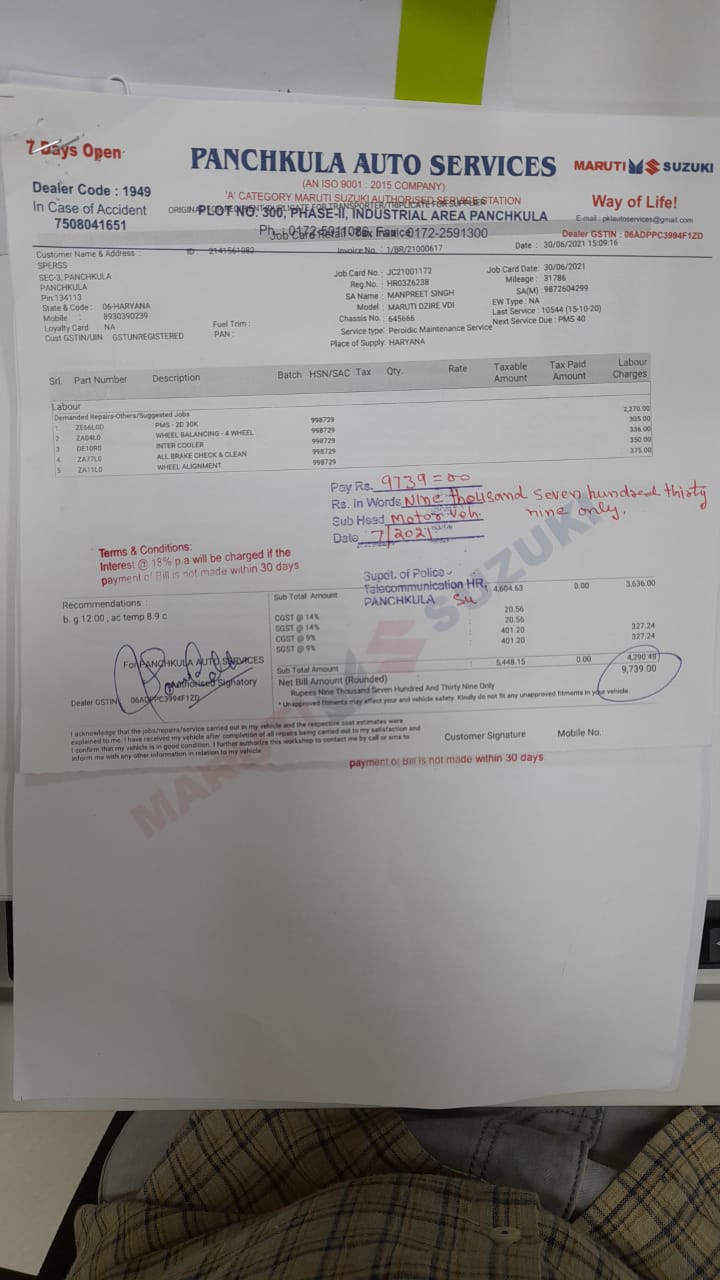 7 Days Open
PANCHKULA AUTO SERVICES
MARUTI SUZUKI
(AN ISO 9001 : 2015 COMPANY)
Dealer Code : 1949
'A' CATEGORY MARUTI SUZUKI AUTHORISED SERVICE STATION
Way of Life!
In Case of Accident
PLOT NO. 300, PHASE-II, INDUSTRIAL AREA PANCHKULA
E-mail : pklautoservices@gmail.com
7508041651
Dealer GSTIN : 06ADPPC3994F1ZD
Customer Name & Address
ID : 2141561082
Invoice No. : 1/BR/21000617
Date : 30/06/2021 15:09:16
SPERSS
SEC-3, PANCHKULA
PANCHKULA
Pin:134113
State & Code : 06-HARYANA
Mobile : 8930390239
Loyalty Card NA
Cust GSTIN/UIN GSTUNREGISTERED
Fuel Trim :
PAN :
Job Card No. : JC21001172
Reg.No. : HR03Z6238
SA Name : MANPREET SINGH
Model : MARUTI DZIRE VDI
Chassis No. : 645666
Service type: Peroidic Maintenance Service
Place of Supply: HARYANA
Job Card Date: 30/06/2021
Mileage : 31786
SA(M) : 9872604299
EW Type : NA
Last Service : 10544 (15-10-20)
Next Service Due : PMS 40
Srl. Part Number Description Batch HSN/SAC Tax Qty. Rate Taxable Amount Tax Paid Amount Labour Charges
Labour
Demanded Repairs-Others/Suggested Jobs 2,270.00
1 PMS - 2D 30K 998729 305.00
2 ZA04L0 WHEEL BALANCING - 4 WHEEL 998729 336.00
3 INTER COOLER 998729 350.00
4 ZA77L0 ALL BRAKE CHECK & CLEAN 998729 375.00
5 ZA11L0 WHEEL ALIGNMENT 998729
Pay Rs. 9739=00
Rs. in Words Nine thousand seven hundred thirty
nine only.
Sub Head Motor Veh.
Date 7/2021
Terms & Conditions:
Interest @ 18% p.a will be charged if the
payment of Bill is not made within 30 days
Supdt. of Police
Telecommunication HR,
PANCHKULA
Recommendations :
b. g 12.00 , ac temp 8.9 c
Sub Total Amount : 4,604.63 0.00 3,636.00
CGST @ 14% : 20.56
SGST @ 14% : 20.56
CGST @ 9% : 401.20 327.24
SGST @ 9% : 401.20 327.24
Sub Total Amount : 5,448.15 0.00 4,290.48
Net Bill Amount (Rounded) : 9,739.00
Rupees Nine Thousand Seven Hundred And Thirty Nine Only
* Unapproved fitments may affect your and vehicle safety. Kindly do not fit any unapproved fitments in your vehicle
For PANCHKULA AUTO SERVICES
Authorised Signatory
Dealer GSTIN 06ADPPC3994F1ZD
I acknowledge that the jobs/repairs/service carried out in my vehicle and the respective cost estimates were
explained to me. I have received my vehicle after completion of all repairs being carried out to my satisfaction and
I confirm that my vehicle is in good condition. I further authorize this workshop to contact me by call or sms to
inform me with any other information in relation to my vehicle
Customer Signature
Mobile No.
payment of Bill is not made within 30 days
MARUTI SUZUKI